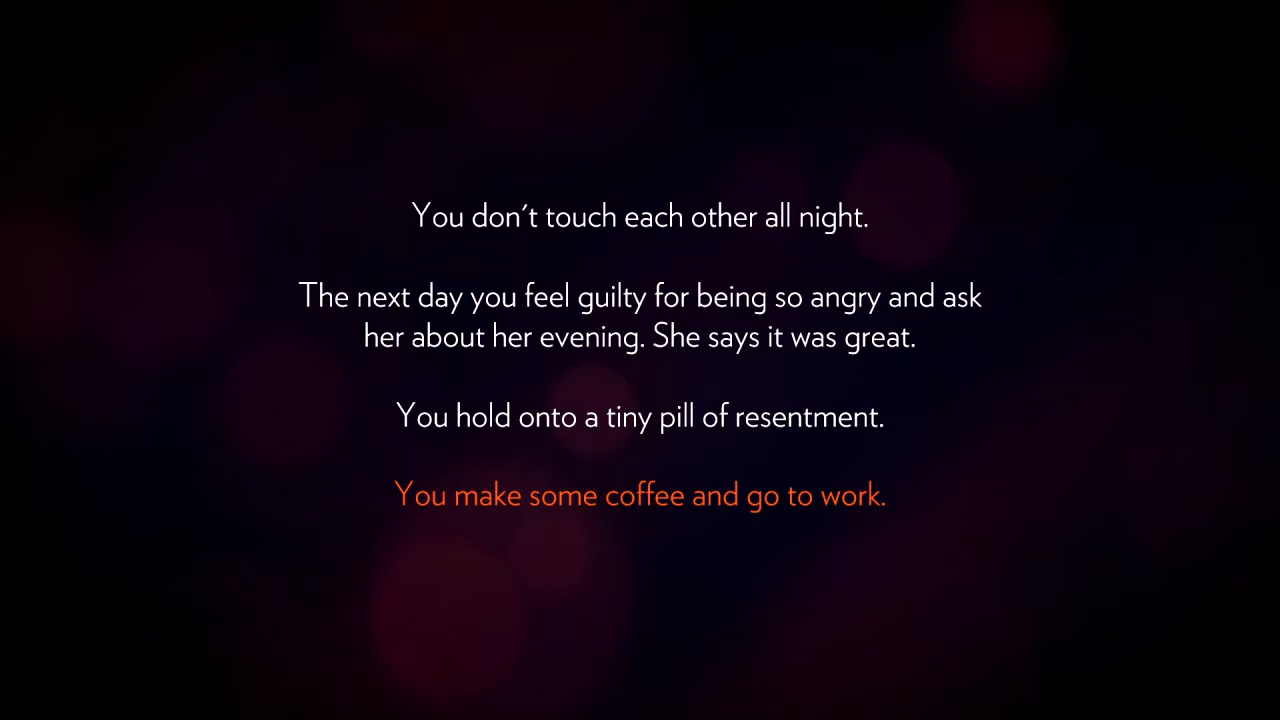 You don't touch each other all night.
The next day you feel guilty for being so angry and ask
her about her evening. She says it was great.
You hold onto a tiny pill of resentment.
You make some coffee and go to work.